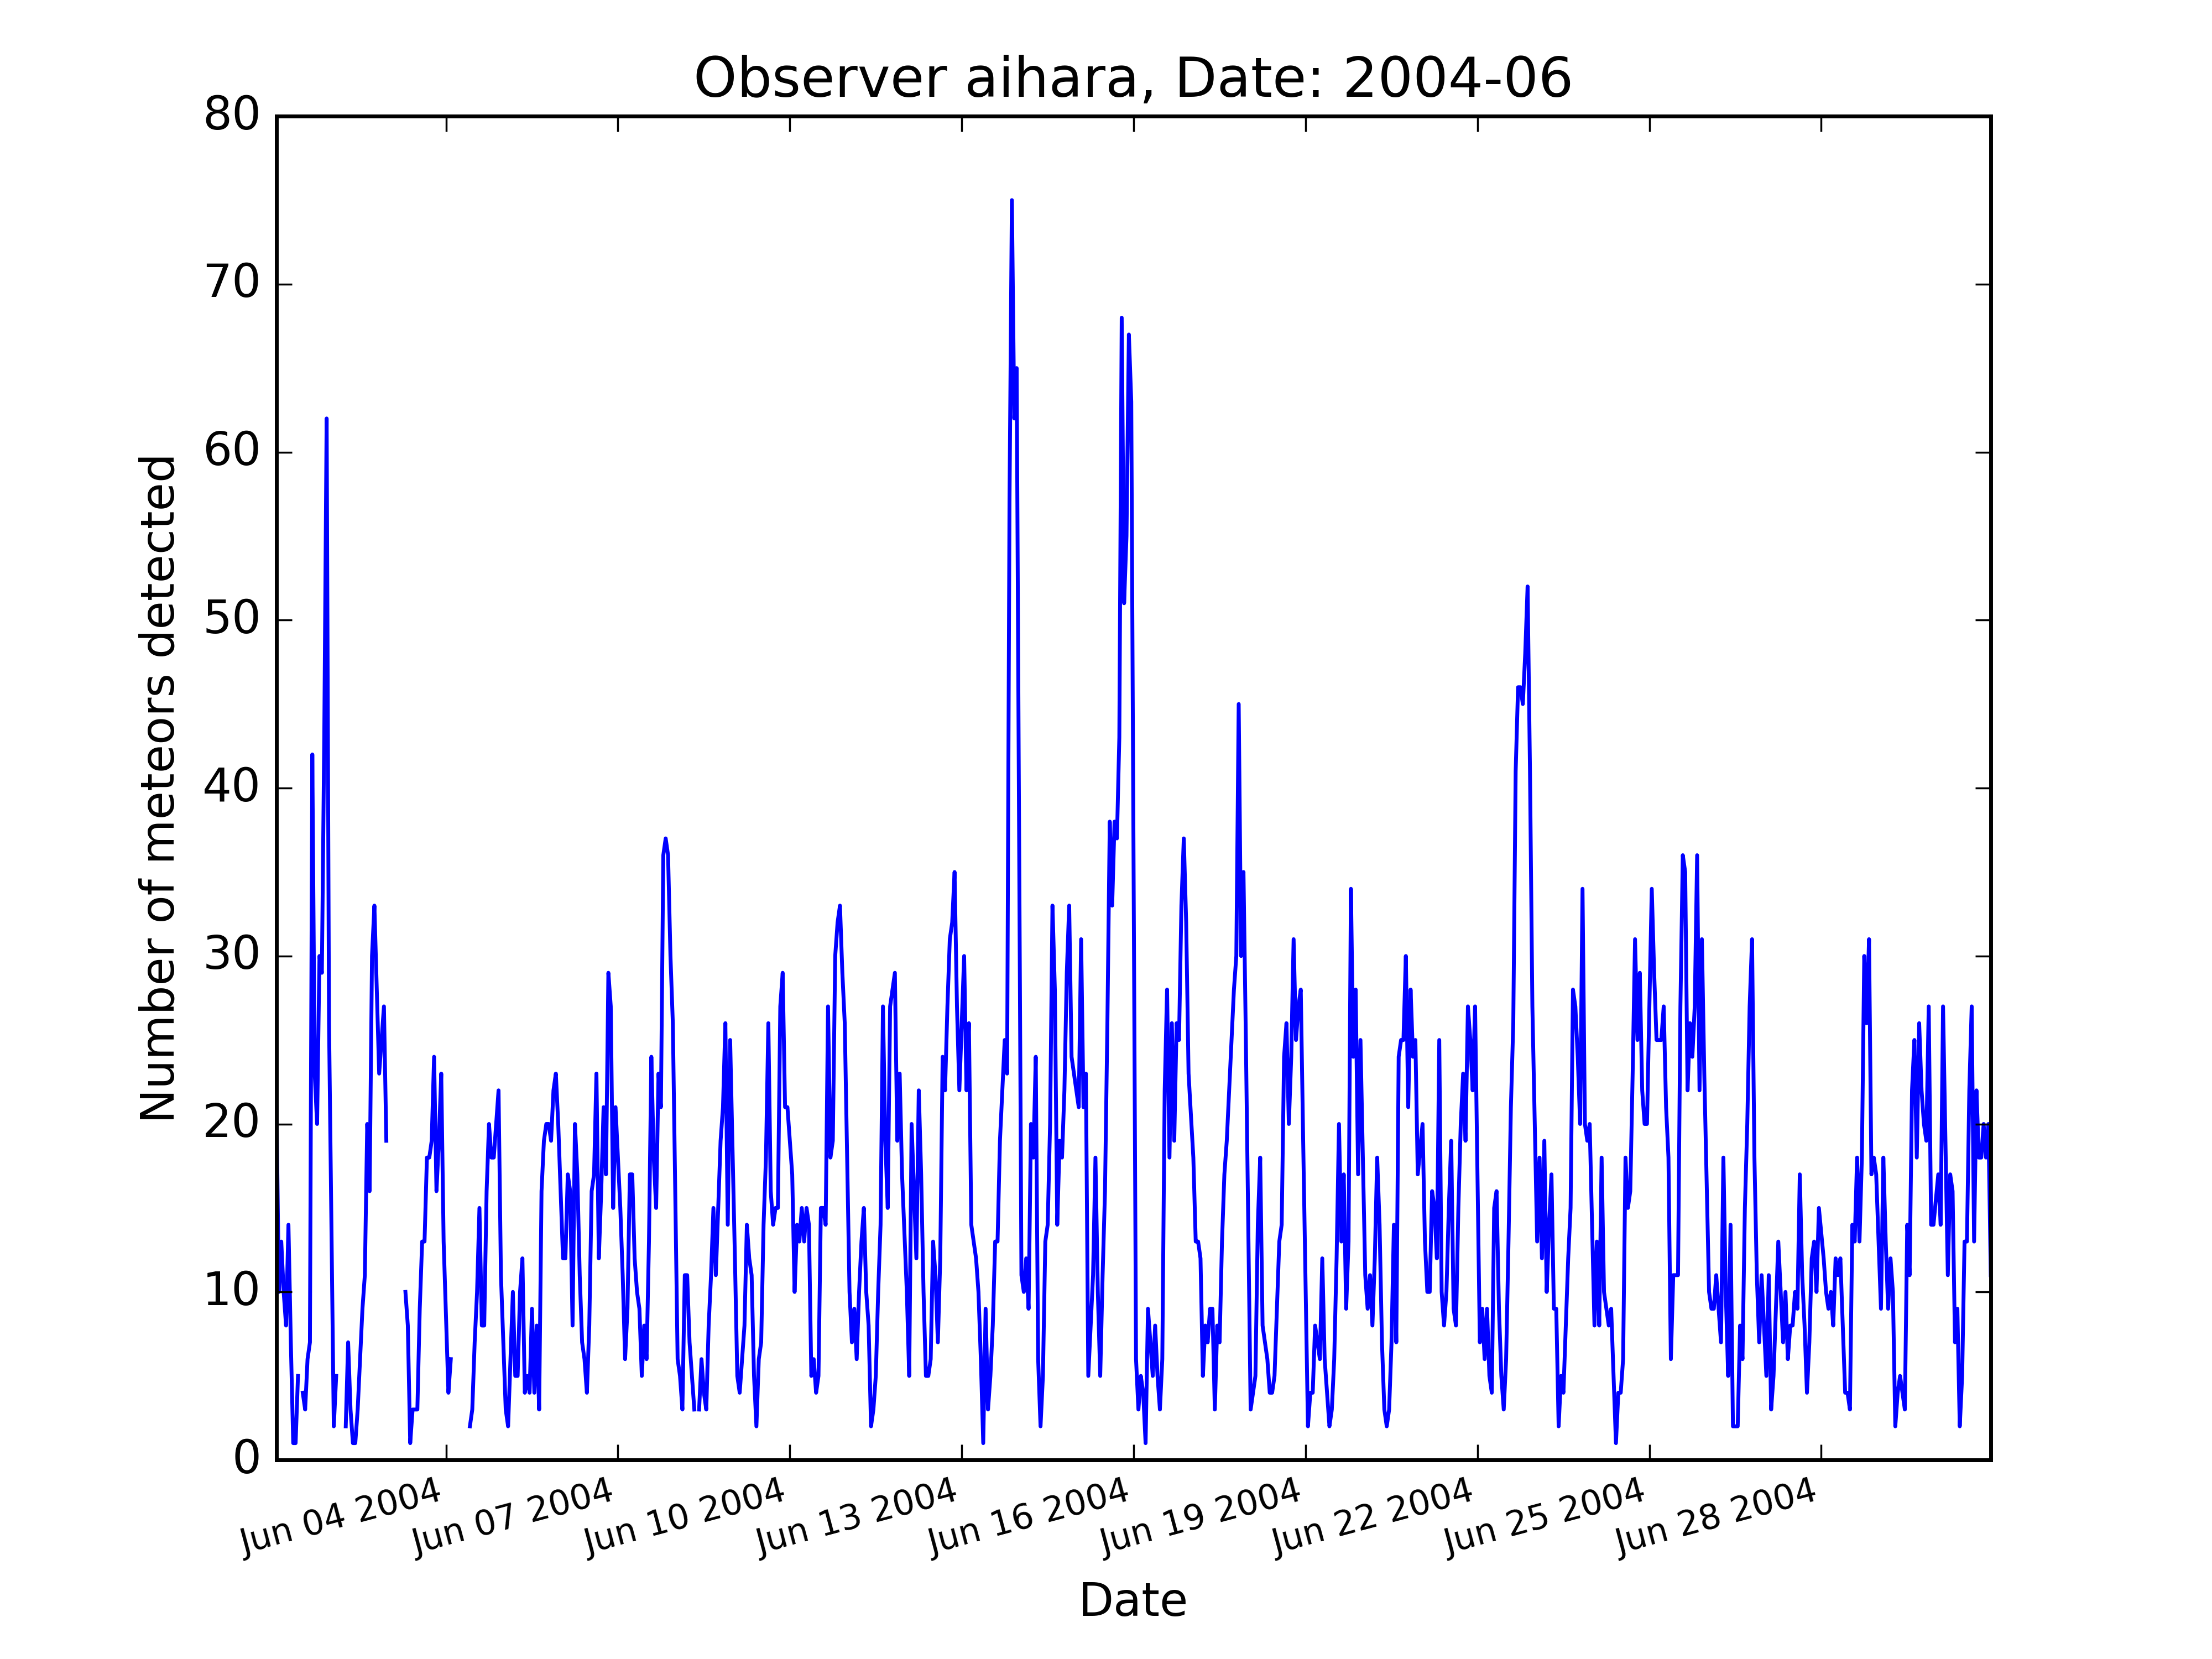 Observer aihara, Date: 2004-06
80
70
60
50
40
30
20
10
0
Number of meteors detected
Jun 04 2004
Jun 07 2004
Jun 10 2004
Jun 13 2004
Jun 16 2004
Jun 19 2004
Jun 22 2004
Jun 25 2004
Jun 28 2004
Date